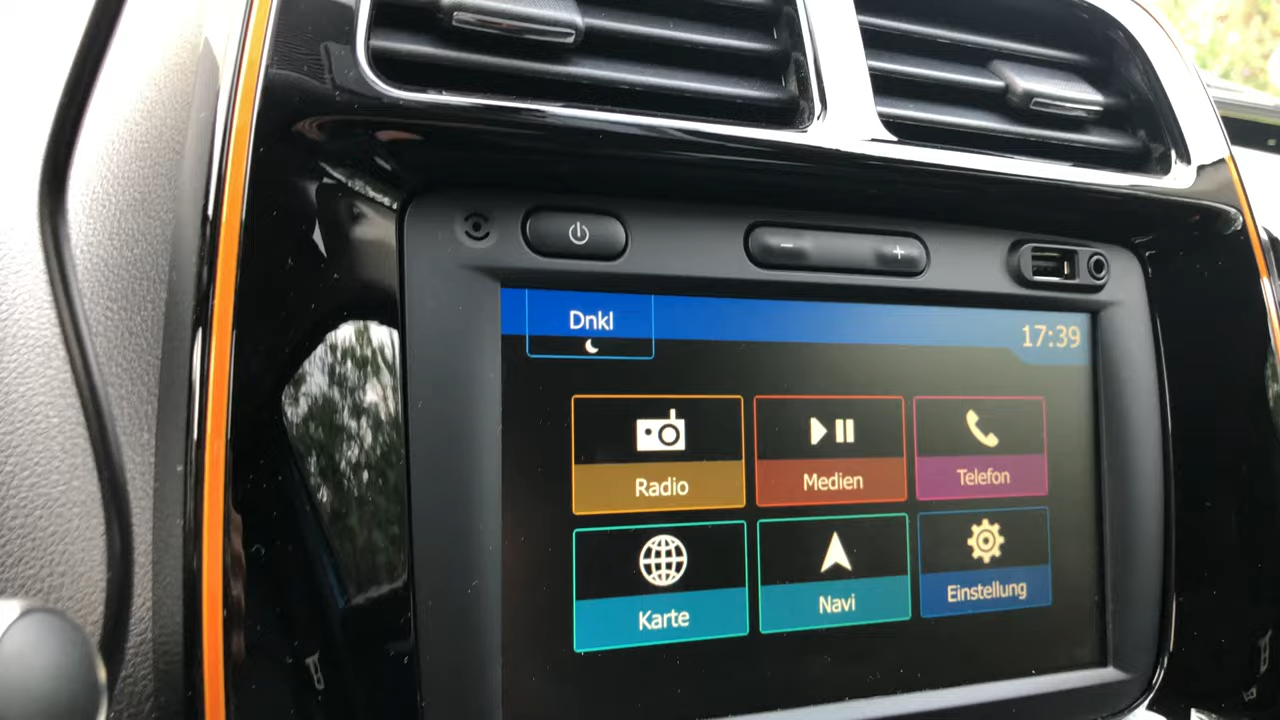 Dnkl
17:39
Radio
Medien
Telefon
Karte
Navi
Einstellung